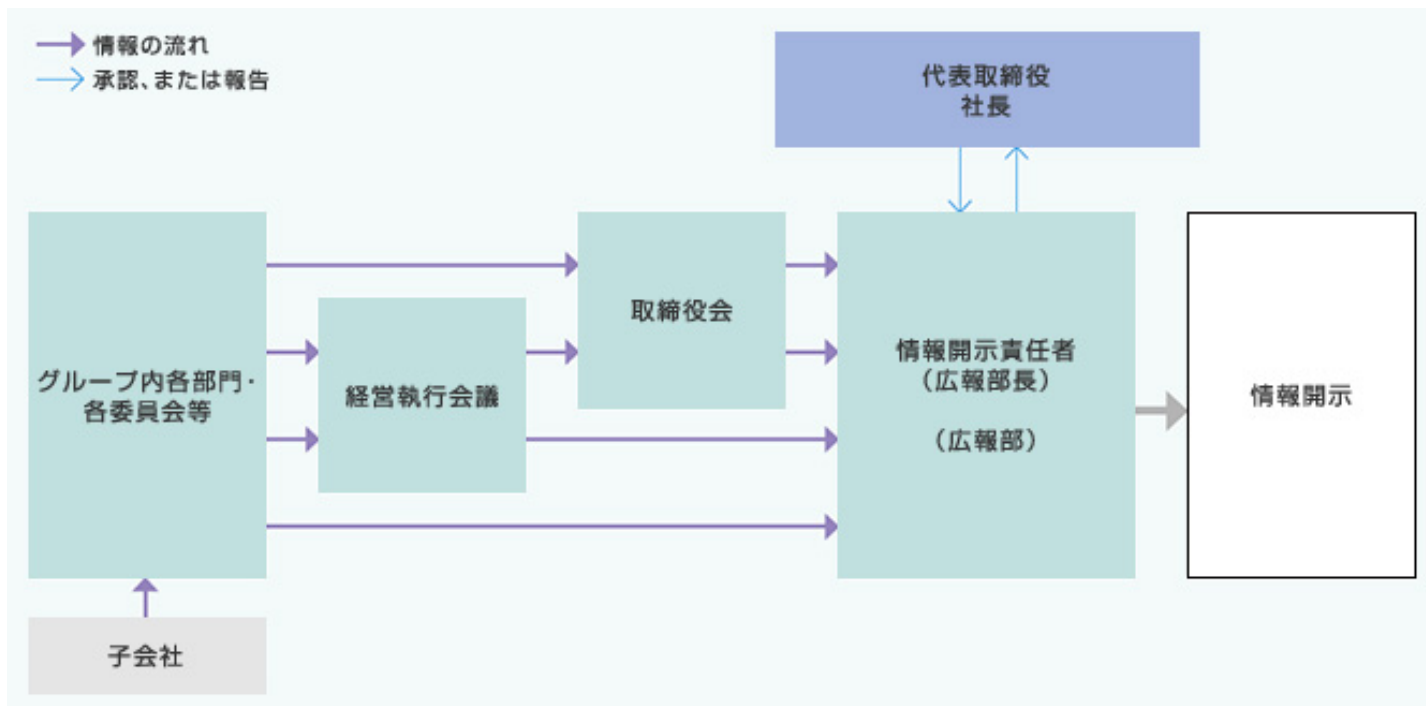 情報の流れ
承認、または報告
代表取締役
社長
グループ内各部門・
各委員会等
経営執行会議
取締役会
情報開示責任者
（広報部長）
（広報部）
情報開示
子会社